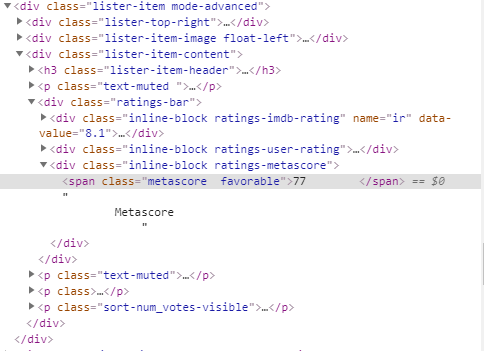 ▼<div class="lister-item mode-advanced">
▶<div class="lister-top-right">…</div>
▶<div class="lister-item-image float-left">…</div>
▼<div class="lister-item-content">
▶<h3 class="lister-item-header">…</h3>
▶<p class="text-muted ">…</p>
▼<div class="ratings-bar">
▶<div class="inline-block ratings-imdb-rating" name="ir" data-
value="8.1">…</div>
▶<div class="inline-block ratings-user-rating">…</div>
▼<div class="inline-block ratings-metascore">
<span class="metascore  favorable">77        </span> == $0
"
Metascore
"
</div>
</div>
▶<p class="text-muted">…</p>
▶<p class>…</p>
▶<p class="sort-num_votes-visible">…</p>
</div>
</div>